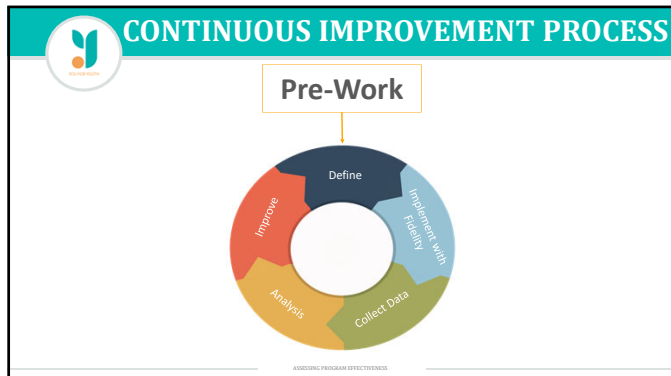 CONTINUOUS IMPROVEMENT PROCESS
Pre-Work
Define
Implement with
Fidelity
Collect Data
Analysis
Improve
ASSESSING PROGRAM EFFECTIVENESS